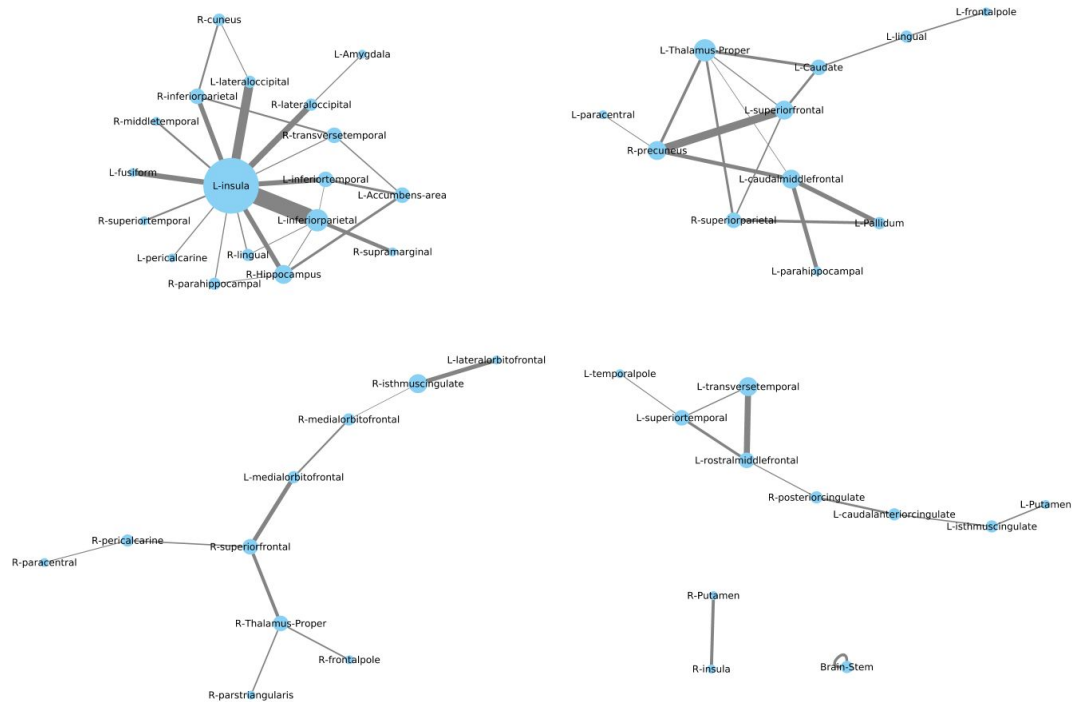 R-cuneus
L-Amygdala
L-lateraloccipital
R-inferiorparietal
R-lateraloccipital
R-middletemporal
R-transversetemporal
L-fusiform
L-inferiortemporal
L-insula
L-Accumbens-area
R-superiortemporal
L-inferiorparietal
L-pericalcarine
R-lingual
R-supramarginal
R-Hippocampus
R-parahippocampal
L-frontalpole
L-lingual
L-Thalamus-Proper
L-Caudate
L-superiorfrontal
L-paracentral
R-precuneus
L-caudalmiddlefrontal
R-superiorparietal
L-Pallidum
L-parahippocampal
L-lateralorbitofrontal
R-isthmuscingulate
R-medialorbitofrontal
L-medialorbitofrontal
R-pericalcarine
R-superiorfrontal
R-paracentral
R-Thalamus-Proper
R-frontalpole
R-parstriangularis
L-temporalpole
L-transversetemporal
L-superiortemporal
L-rostralmiddlefrontal
R-posteriorcingulate
L-Putamen
L-caudalanteriorcingulate
L-isthmuscingulate
R-Putamen
R-insula
Brain-Stem